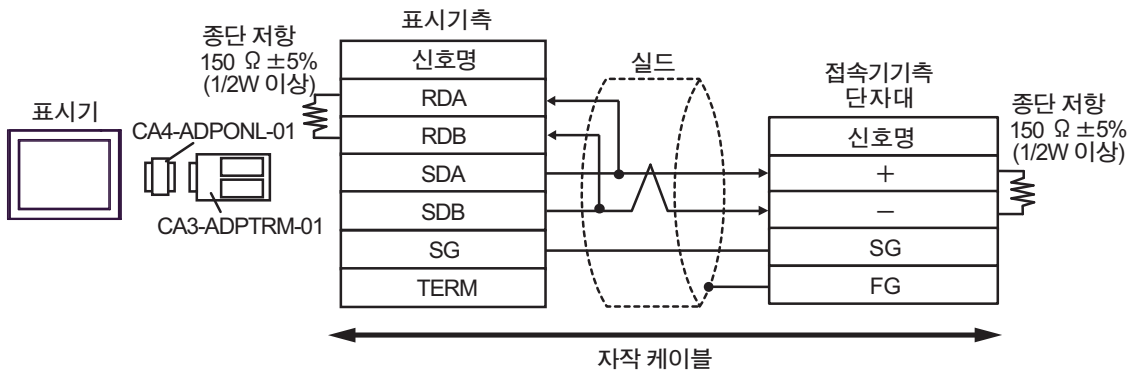 표시기측
종단 저항
150 Ω ±5%
(1/2W 이상)
신호명
RDA
RDB
SDA
SDB
SG
TERM
표시기
CA4-ADPONL-01
CA3-ADPTRM-01
실드
접속기기측
단자대
신호명
+
−
SG
FG
종단 저항
150 Ω ±5%
(1/2W 이상)
자작 케이블